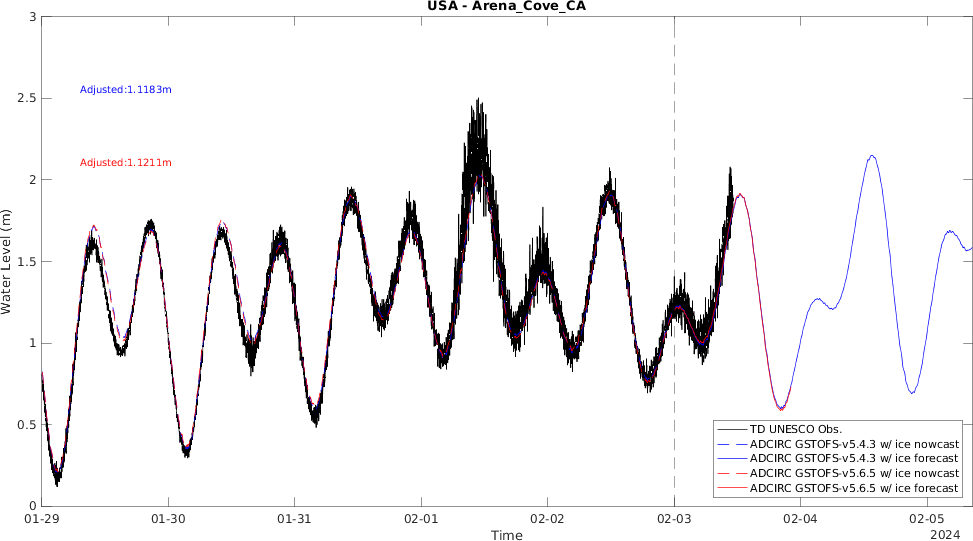 USA - Arena_Cove_CA
3
2.5
2
1.5
1
0.5
0
Water Level (m)
Adjusted:1.1183m
Adjusted:1.1211m
TD UNESCO Obs.
ADCIRC GSTOFS-v5.4.3 w/ ice nowcast
ADCIRC GSTOFS-v5.4.3 w/ ice forecast
ADCIRC GSTOFS-v5.6.5 w/ ice nowcast
ADCIRC GSTOFS-v5.6.5 w/ ice forecast
01-29 01-30 01-31 02-01 02-02 02-03 02-04 02-05
Time
2024